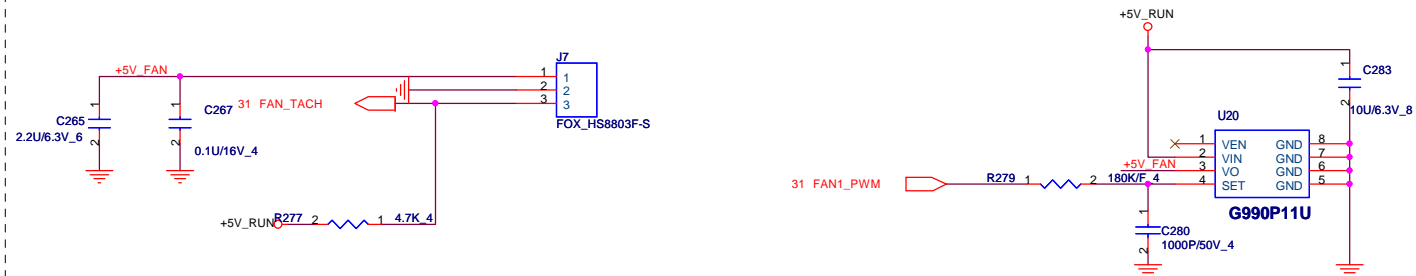 +5V_RUN
J7
+5V_FAN
1 1
2 2
3 3
31 FAN_TACH
FOX_HS8803F-S
1
C265
2
2.2U/6.3V_6
1
C267
2
0.1U/16V_4
+5V_RUN
R277 2 1 4.7K_4
1
C283
2
10U/6.3V_8
U20
1 VEN GND 8
2 VIN GND 7
+5V_FAN
3 VO GND 6
4 SET GND 5
G990P11U
31 FAN1_PWM
R279 1 2 180K/F_4
1
C280
2
1000P/50V_4